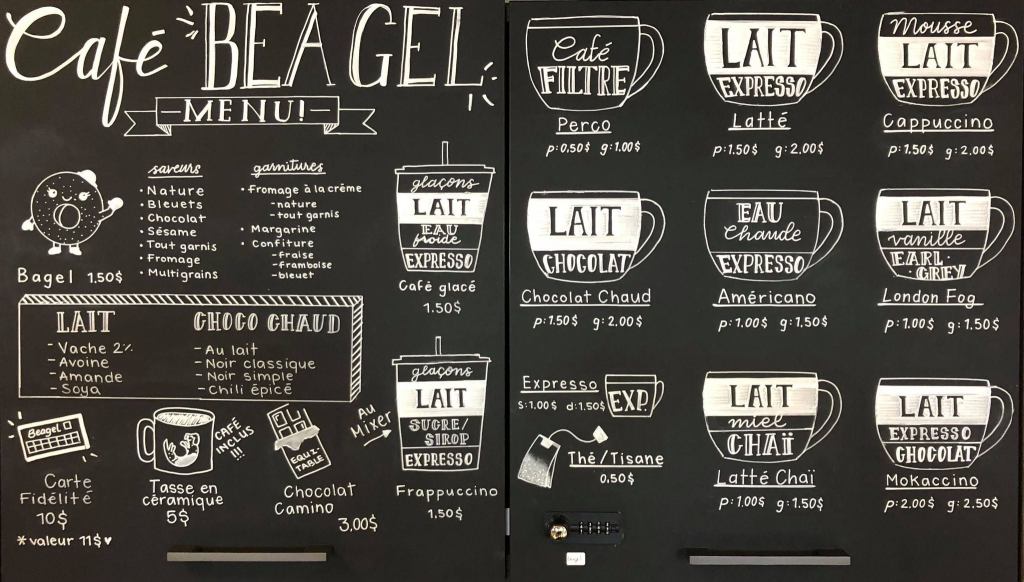 Café BEAGEL
MENU!
saveurs
• Nature
• Bleuets
• Chocolat
• Sésame
• Tout garnis
• Fromage
• Multigrains
garnitures
• Fromage à la crème
- nature
- tout garnis
• Margarine
• Confiture
- fraise
- framboise
- bleuet
Bagel 1.50$
glaçons
LAIT
EAU
froide
EXPRESSO
Café glacé
1.50$
LAIT
- Vache 2%
- Avoine
- Amande
- Soya
CHOCO CHAUD
- Au lait
- Noir classique
- Noir simple
- Chili épicé
Beagel
Carte
Fidélité
10$
*valeur 11$♥
CAFÉ
INCLUS
!!!
Tasse en
céramique
5$
EQUI-
TABLE
Chocolat
Camino
3,00$
Au
Mixer
glaçons
LAIT
SUCRE/
SIROP
EXPRESSO
Frappuccino
1.50$
Café
FILTRE
Perco
p:0.50$ g:1.00$
LAIT
EXPRESSO
Latté
p:1.50$ g:2.00$
Mousse
LAIT
EXPRESSO
Cappuccino
p:1.50$ g:2.00$
LAIT
CHOCOLAT
Chocolat Chaud
p:1.50$ g:2.00$
EAU
Chaude
EXPRESSO
Américano
p:1.00$ g:1.50$
LAIT
vanille
EARL
GREY
London Fog
p:1.00$ g:1.50$
Expresso
s:1.00$ d:1.50$
EXP.
Thé/Tisane
0,50$
LAIT
miel
CHAÏ
Latté Chaï
p:1.00$ g:1.50$
LAIT
EXPRESSO
CHOCOLAT
Mokaccino
p:2.00$ g:2.50$